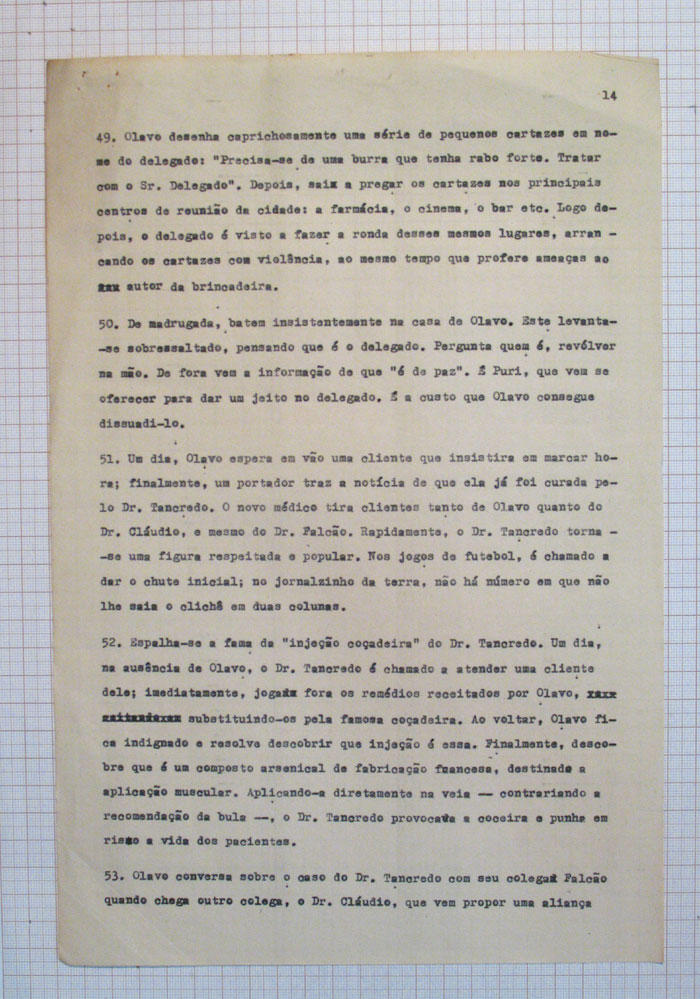 14
49. Olavo desenha caprichosamente uma série de pequenos cartazes em no-
me do delegado: "Precisa-se de uma burra que tenha rabo forte. Tratar
com o Sr. Delegado". Depois, sai a pregar os cartazes nos principais
centros de reunião da cidade: a farmácia, o cinema, o bar etc. Logo de-
pois, o delegado é visto a fazer a ronda desses mesmos lugares, arran -
cando os cartazes com violência, ao mesmo tempo que profere ameaças ao
autor da brincadeira.
50. De madrugada, batem insistentemente na casa de Olavo. Este levanta-
-se sobressaltado, pensando que é o delegado. Pergunta quem é, revólver
na mão. De fora vem a informação de que "é de paz". É Puri, que vem se
oferecer para dar um jeito no delegado. É a custo que Olavo consegue
dissuadi-lo.
51. Um dia, Olavo espera em vão uma cliente que insistira em marcar ho-
ra; finalmente, um portador traz a notícia de que ela já foi curada pe-
lo Dr. Tancredo. O novo médico tira clientes tanto de Olavo quanto do
Dr. Cláudio, e mesmo do Dr. Falcão. Rapidamente, o Dr. Tancredo torna -
-se uma figura respeitada e popular. Nos jogos de futebol, é chamado a
dar o chute inicial; no jornalzinho da terra, não há número em que não
lhe saia o clichê em duas colunas.
52. Espalha-se a fama da "injeção coçadeira" do Dr. Tancredo. Um dia,
na ausência de Olavo, o Dr. Tancredo é chamado a atender uma cliente
dele; imediatamente, joga fora os remédios receitados por Olavo,
substituindo-os pela famosa coçadeira. Ao voltar, Olavo fi-
ca indignado e resolve descobrir que injeção é essa. Finalmente, desco-
bre que é um composto arsenical de fabricação francesa, destinado a
aplicação muscular. Aplicando-a diretamente na veia -- contrariando a
recomendação da bula --, o Dr. Tancredo provocava a coceira e punha em
risco a vida dos pacientes.
53. Olavo conversa sobre o caso do Dr. Tancredo com seu colega Falcão
quando chega outro colega, o Dr. Cláudio, que vem propor uma aliança